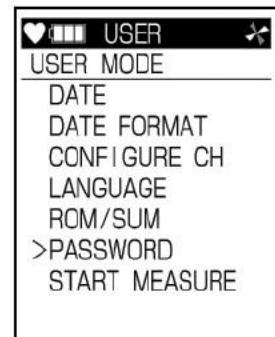 USER
USER MODE
DATE
DATE FORMAT
CONFIGURE CH
LANGUAGE
ROM/SUM
>PASSWORD
START MEASURE